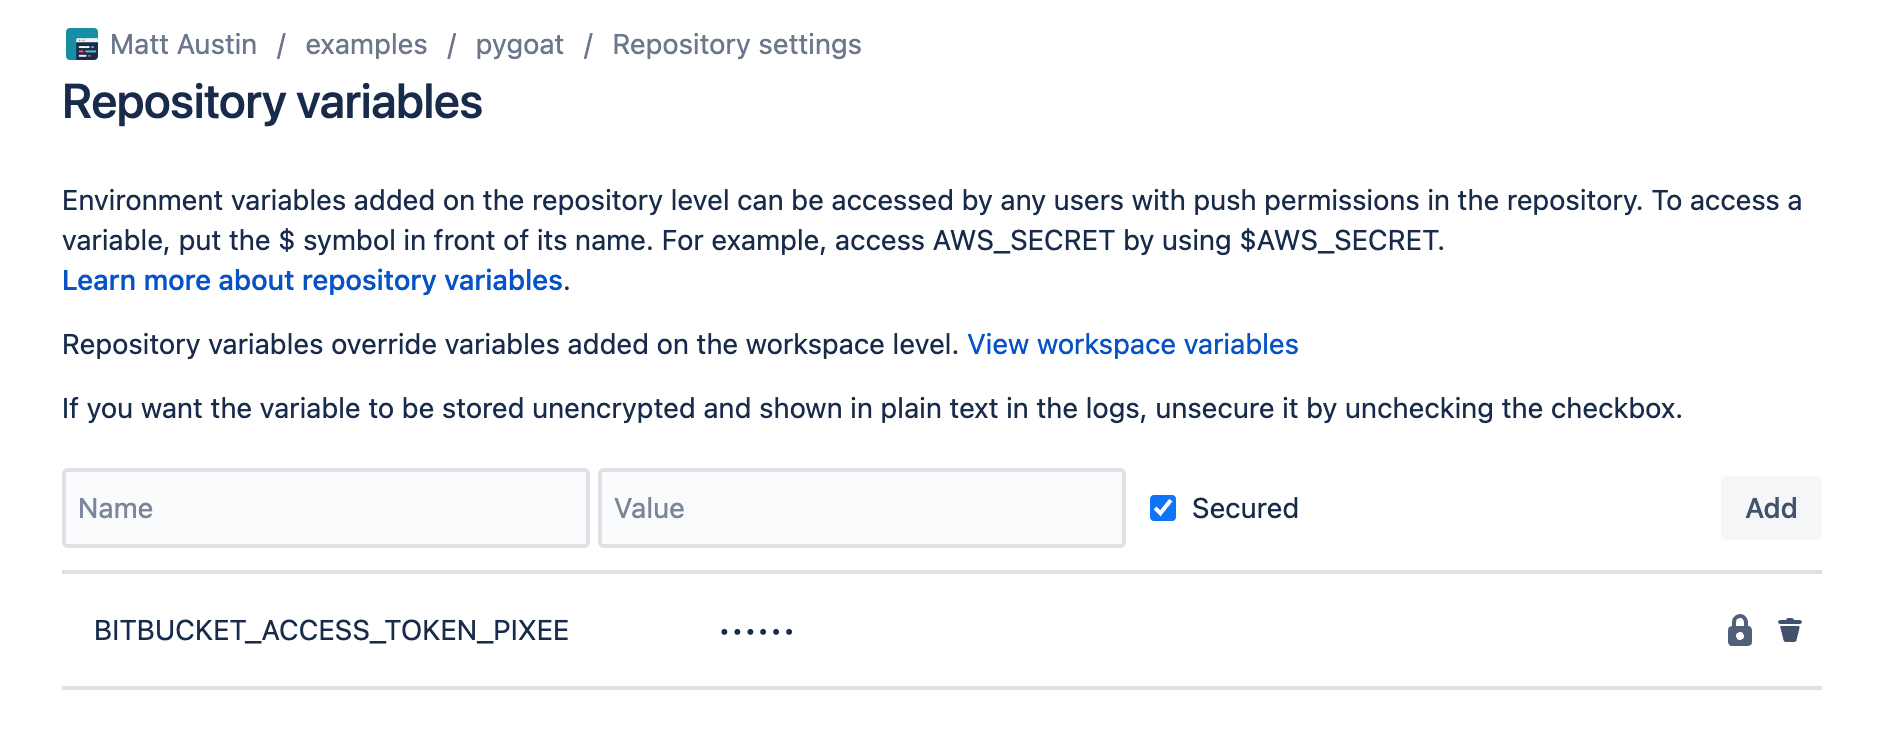 Matt Austin / examples / pygoat / Repository settings
Repository variables
Environment variables added on the repository level can be accessed by any users with push permissions in the repository. To access a
variable, put the $ symbol in front of its name. For example, access AWS_SECRET by using $AWS_SECRET.
Learn more about repository variables.
Repository variables override variables added on the workspace level. View workspace variables
If you want the variable to be stored unencrypted and shown in plain text in the logs, unsecure it by unchecking the checkbox.
Name Value Secured Add
BITBUCKET_ACCESS_TOKEN_PIXEE ••••••